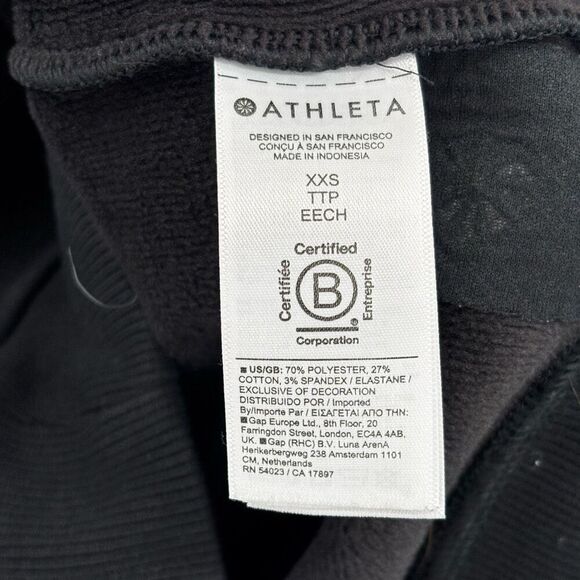 ATHLETA
DESIGNED IN SAN FRANCISCO
CONÇU À SAN FRANCISCO
MADE IN INDONESIA
XXS
TTP
EECH
Certified
Certifiée
B
Entreprise
®
Corporation
US/GB: 70% POLYESTER, 27%
COTTON, 3% SPANDEX / ELASTANE /
EXCLUSIVE OF DECORATION
DISTRIBUIDO POR / Imported
By/Importe Par / ΕΙΣΑΓΕΤΑΙ ΑΠΟ ΤΗΝ:
Gap Europe Ltd., 8th Floor, 20
Farringdon Street, London, EC4A 4AB,
UK. Gap (RHC) B.V. Luna ArenA
Herikerbergweg 238 Amsterdam 1101
CM, Netherlands
RN 54023 / CA 17897